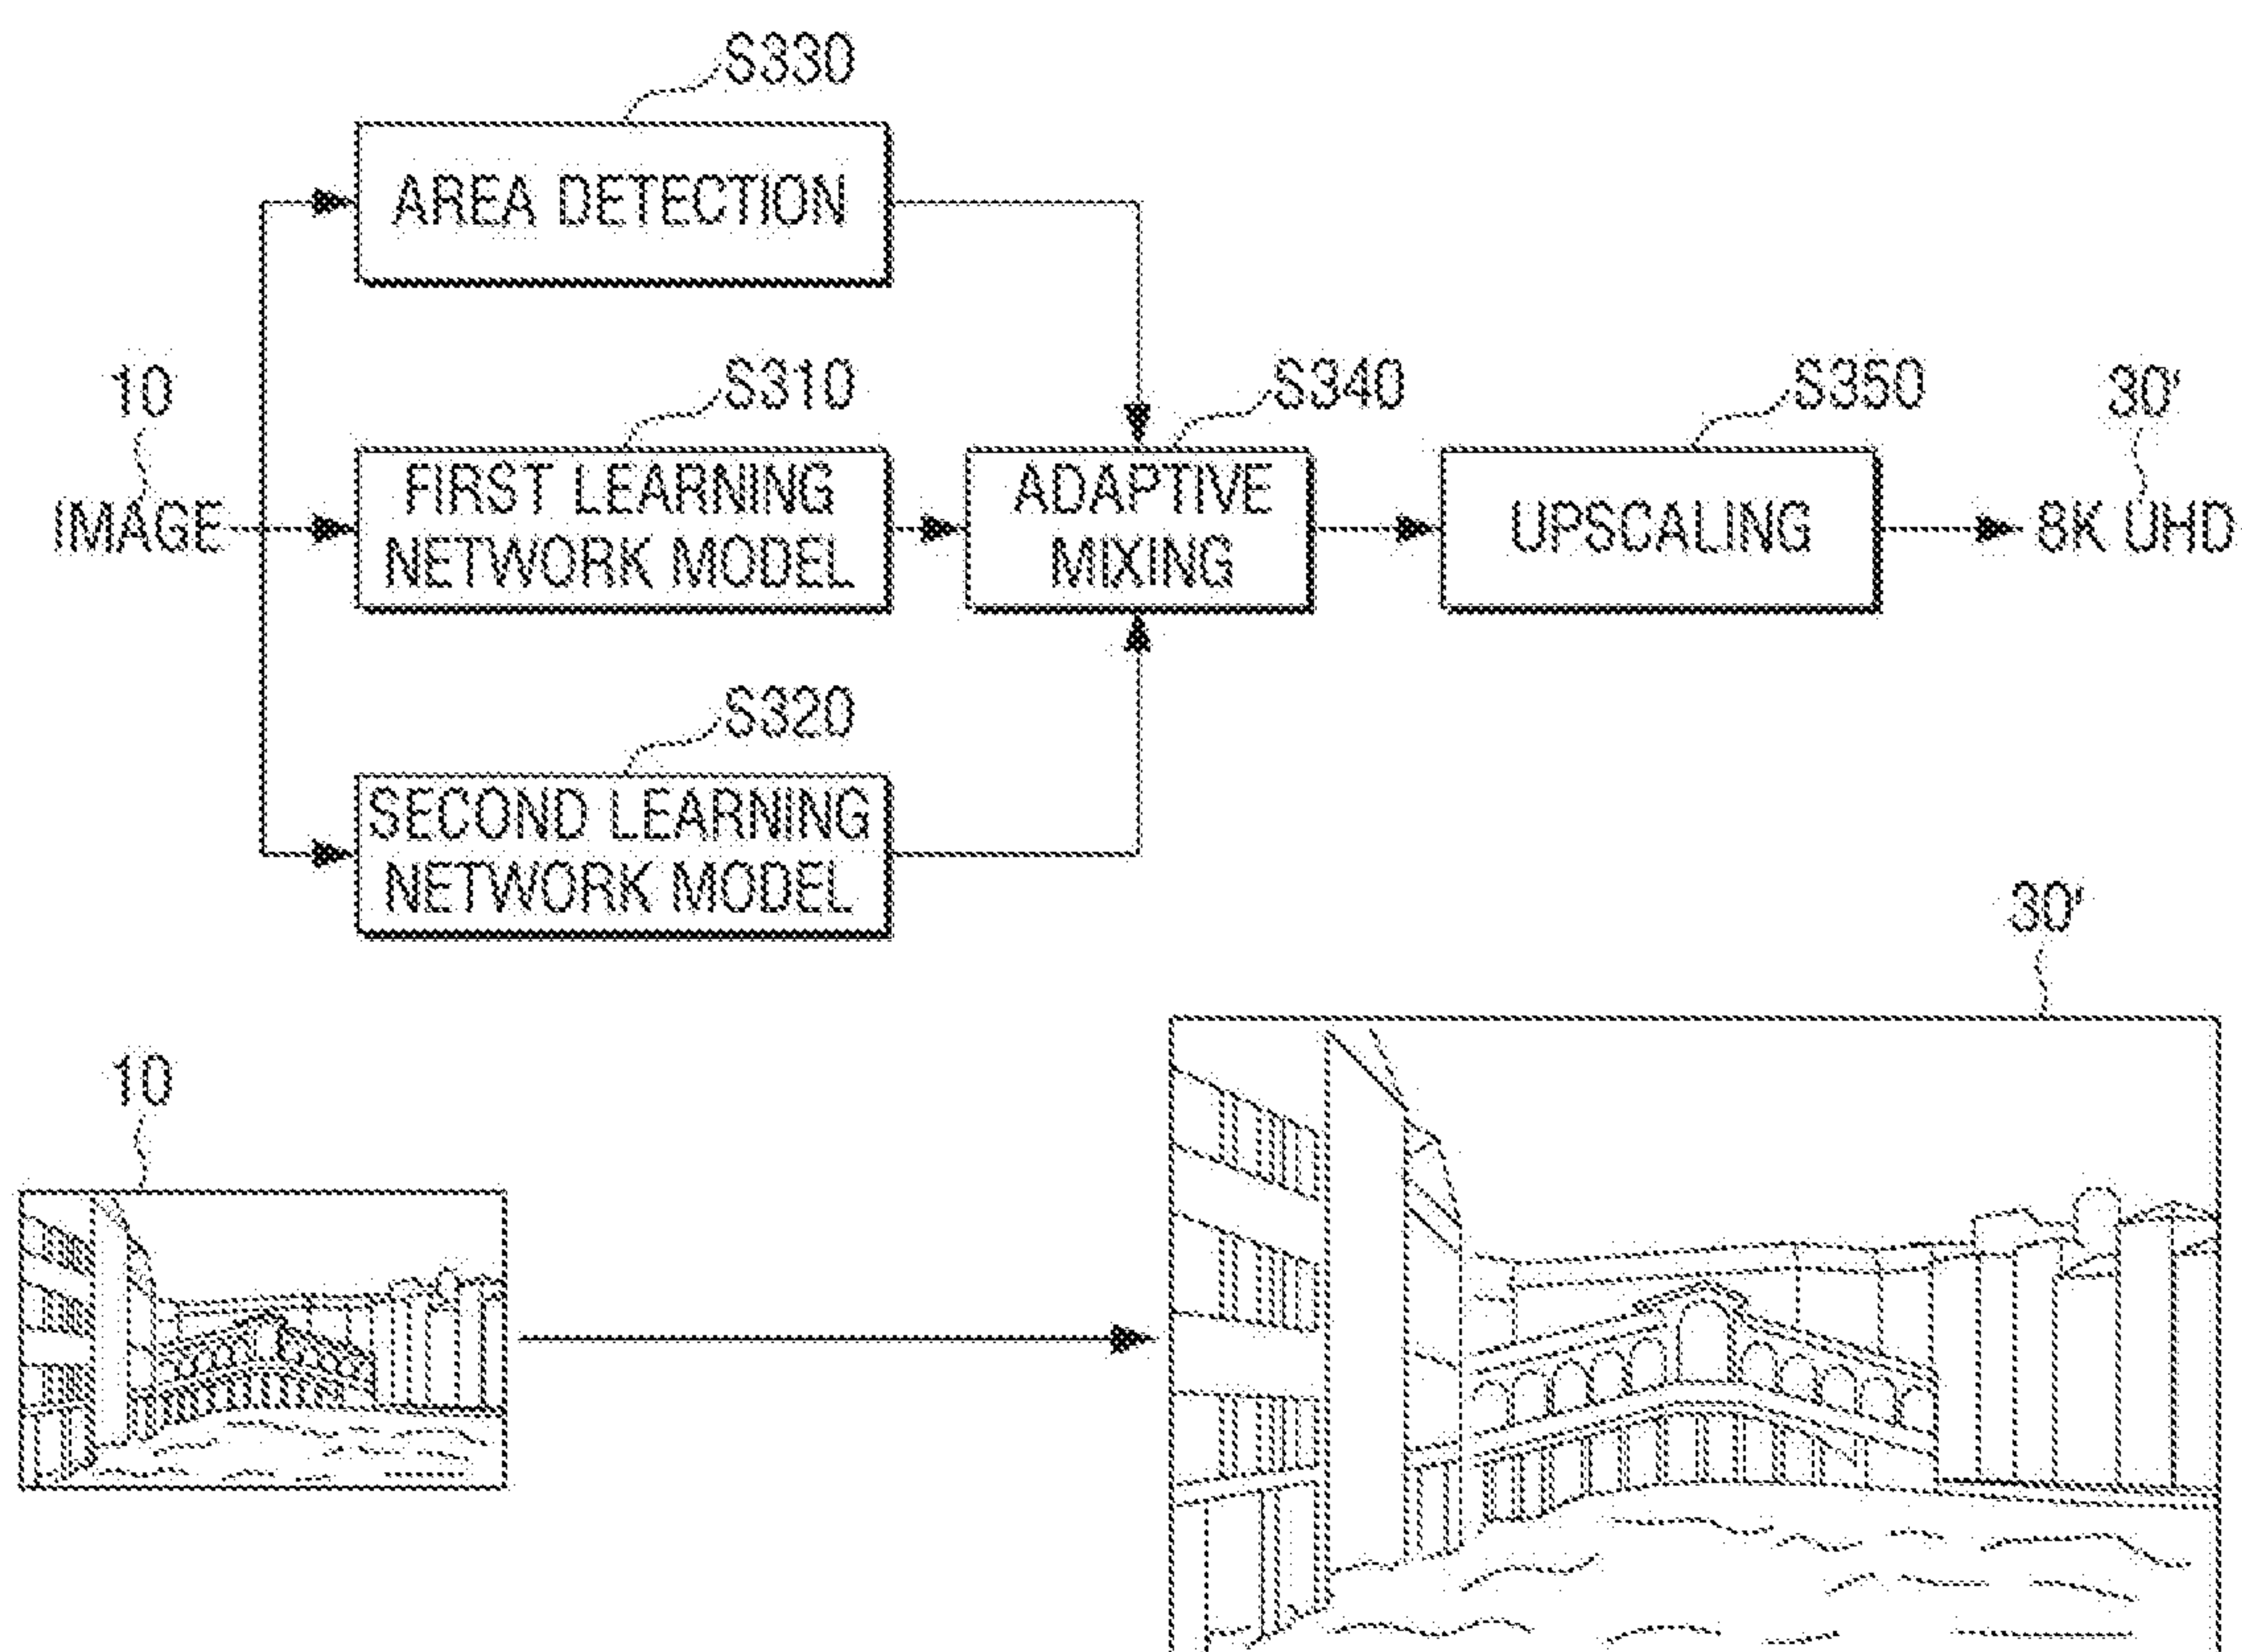 S330
AREA DETECTION
10
S310
S340
S350
30'
IMAGE
FIRST LEARNING
NETWORK MODEL
ADAPTIVE
MIXING
UPSCALING
8K UHD
S320
SECOND LEARNING
NETWORK MODEL
30'
10